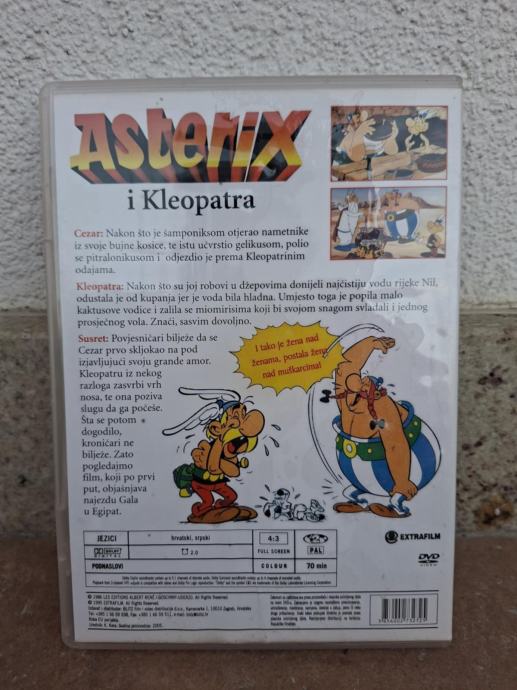 Asterix
i Kleopatra
Cezar: Nakon što je šamponiksom otjerao nametnike
iz svoje bujne kosice, te istu učvrstio gelikusom, polio
se pitralonikusom i odjezdio je prema Kleopatrinim
odajama.
Kleopatra: Nakon što su joj robovi u džepovima donijeli najčistiju vodu rijeke Nil,
odustala je od kupanja jer je voda bila hladna. Umjesto toga je popila malo
kaktusove vodice i zalila se miomirisima koji bi svojom snagom svladali i jednog
prosječnog vola. Znači, sasvim dovoljno.
Susret: Povjesničari bilježe da se
Cezar prvo skljokao na pod
izjavljujući svoju grande amor.
Kleopatru iz nekog
razloga zasvrbi vrh
nosa, te ona poziva
slugu da ga počeše.
Šta se potom
dogodilo,
kroničari ne
bilježe. Zato
pogledajmo
film, koji po prvi
put, objašnjava
najezdu Gala
u Egipat.
I tako je žena nad
ženama, postala žena
nad muškarcima!
JEZICI hrvatski, srpski 4:3
DOLBY DIGITAL 2.0 FULL SCREEN PAL
PODNASLOVI COLOUR 70 min
EXTRAFILM
DVD
VIDEO